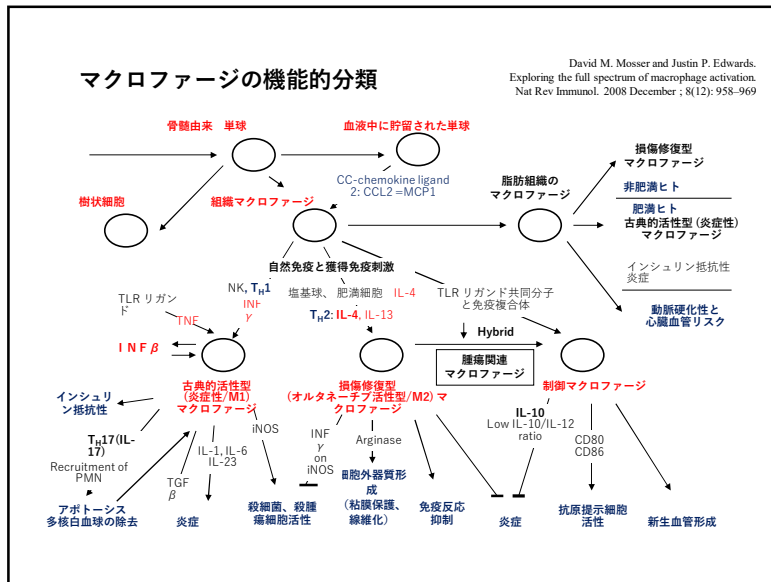 マクロファージの機能的分類
David M. Mosser and Justin P. Edwards.
Exploring the full spectrum of macrophage activation.
Nat Rev Immunol. 2008 December ; 8(12): 958–969
骨髄由来　単球
血液中に貯留された単球
CC-chemokine ligand
2: CCL2 =MCP1
樹状細胞
組織マクロファージ
脂肪組織の
マクロファージ
損傷修復型
マクロファージ
非肥満ヒト
肥満ヒト
古典的活性型 (炎症性)
マクロファージ
インシュリン抵抗性
炎症
動脈硬化性と
心臓血管リスク
自然免疫と獲得免疫刺激
NK, TH1
INF
γ
塩基球、 肥満細胞 IL-4
TH2: IL-4, IL-13
TLR リガンド共同分子
と免疫複合体
TLR リガン
ド
TNF
ＩＮＦβ
Hybrid
腫瘍関連
マクロファージ
古典的活性型
(炎症性/M1)
マクロファージ
損傷修復型
(オルタネーチブ活性型/M2) マ
クロファージ
制御マクロファージ
インシュリ
ン抵抗性
TH17(IL-
17)
Recruitment of
PMN
アポトーシス
多核白血球の除去
TGF
β
IL-1, IL-6
IL-23
炎症
iNOS
殺細菌、殺腫
瘍細胞活性
INF
γ
on
iNOS
Arginase
細胞外器質形
成
（粘膜保護、
線維化）
免疫反応
抑制
炎症
IL-10
Low IL-10/IL-12
ratio
CD80
CD86
抗原提示細胞
活性
新生血管形成